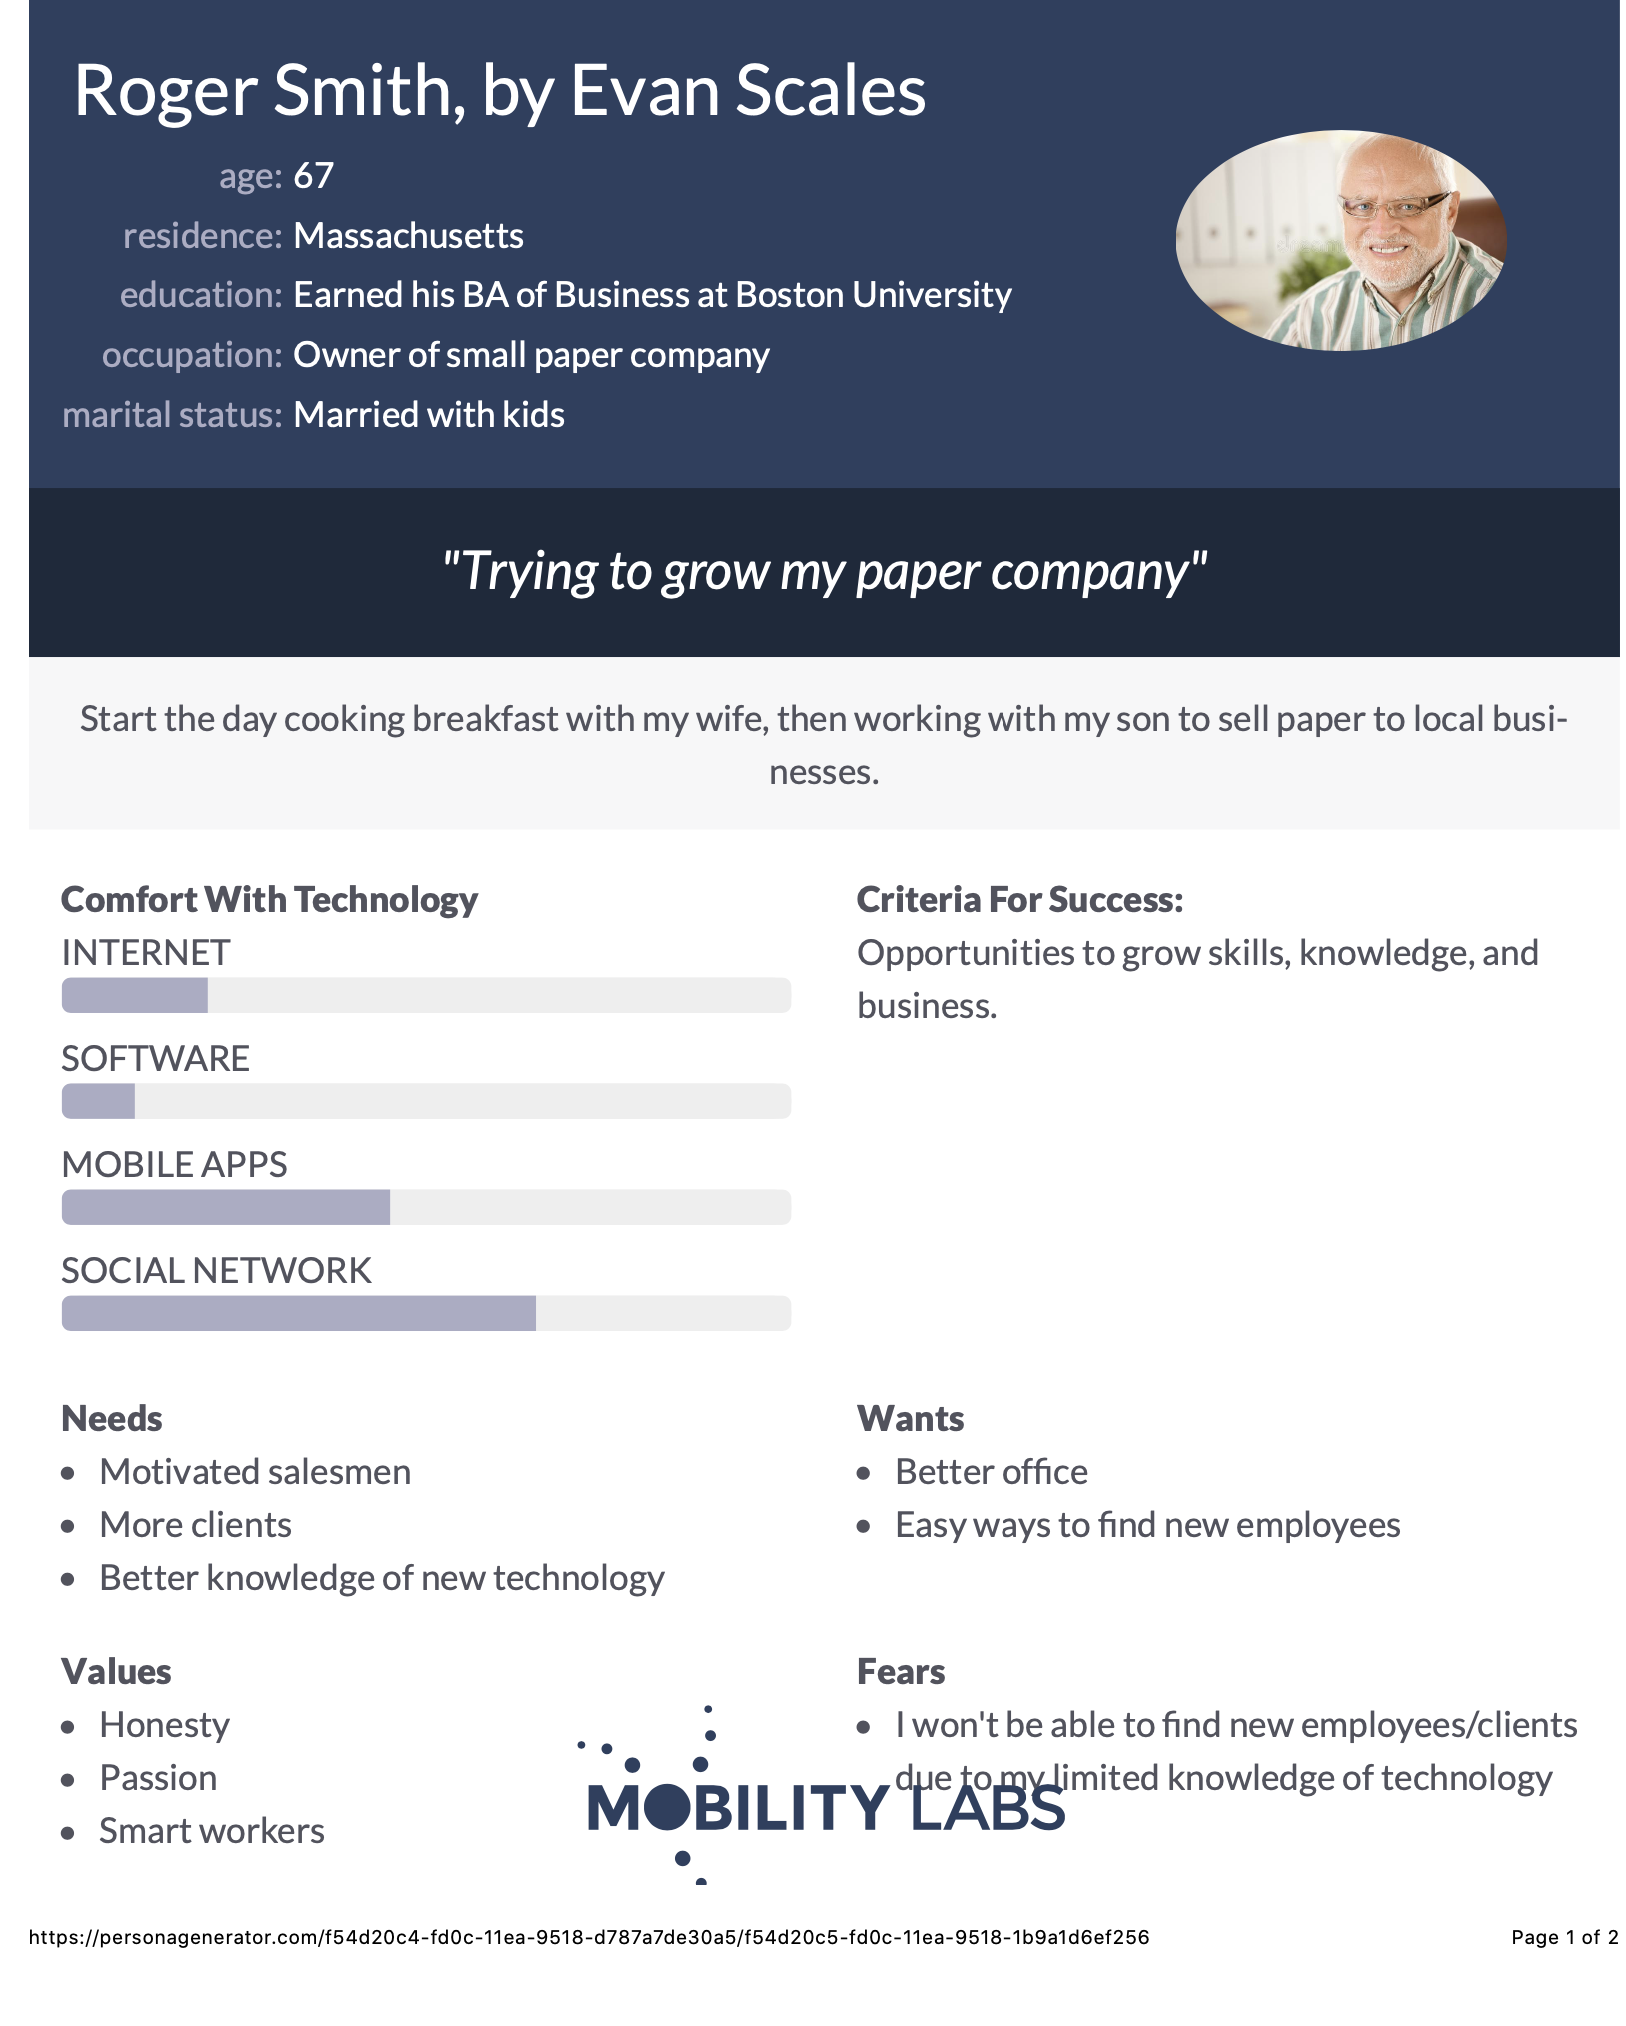 Roger Smith, by Evan Scales
age: 67
residence: Massachusetts
education: Earned his BA of Business at Boston University
occupation: Owner of small paper company
marital status: Married with kids
"Trying to grow my paper company"
Start the day cooking breakfast with my wife, then working with my son to sell paper to local busi-
nesses.
Comfort With Technology
INTERNET
SOFTWARE
MOBILE APPS
SOCIAL NETWORK
Criteria For Success:
Opportunities to grow skills, knowledge, and
business.
Needs
• Motivated salesmen
• More clients
• Better knowledge of new technology
Wants
• Better office
• Easy ways to find new employees
Values
• Honesty
• Passion
• Smart workers
Fears
• I won't be able to find new employees/clients
due to my limited knowledge of technology
MOBILITY LABS
https://personagenerator.com/f54d20c4-fd0c-11ea-9518-d787a7de30a5/f54d20c5-fd0c-11ea-9518-1b9a1d6ef256
Page 1 of 2